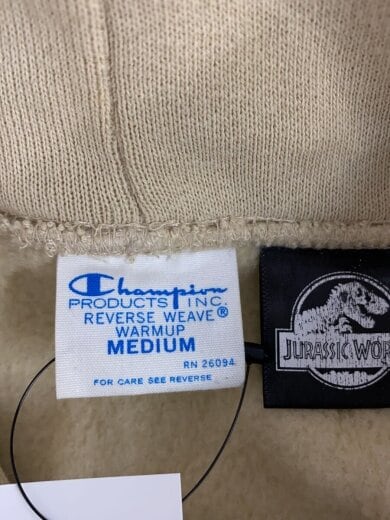 Champion
PRODUCTS INC.
REVERSE WEAVE®
WARMUP
MEDIUM
RN 26094
FOR CARE SEE REVERSE
JURASSIC WOR